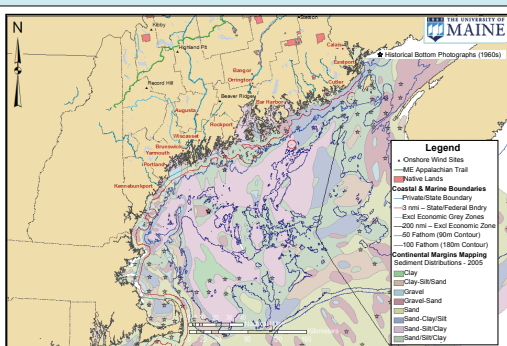 N
THE UNIVERSITY OF
MAINE
Historical Bottom Photographs (1960s)
Kibby
Stetson
Highland Plt
Calais
Eastport
Bangor
Orrington
Cutler
Record Hill
Beaver Ridge
Bar Harbor
Augusta
Rockport
Wiscasset
Brunswick
Yarmouth
Portland
Kennebunkport
Legend
Onshore Wind Sites
ME Appalachian Trail
Native Lands
Coastal & Marine Boundaries
Private/State Boundary
3 nmi – State/Federal Bndry
Excl Economic Grey Zones
200 nmi – Excl Economic Zone
60 Fathom (90m Contour)
100 Fathom (180m Contour)
Continental Margins Mapping
Sediment Distributions - 2005
Clay
Clay-Silt/Sand
Gravel
Gravel-Sand
Sand
Sand-Clay/Silt
Sand-Silt/Clay
Sand/Silt/Clay